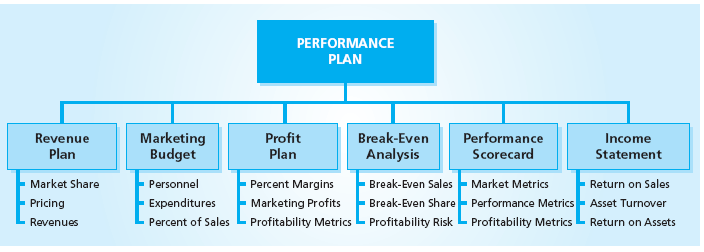 PERFORMANCE
PLAN
Revenue
Plan
Marketing
Budget
Profit
Plan
Break-Even
Analysis
Performance
Scorecard
Income
Statement
Market Share
Pricing
Revenues
Personnel
Expenditures
Percent of Sales
Percent Margins
Marketing Profits
Profitability Metrics
Break-Even Sales
Break-Even Share
Profitability Risk
Market Metrics
Performance Metrics
Profitability Metrics
Return on Sales
Asset Turnover
Return on Assets